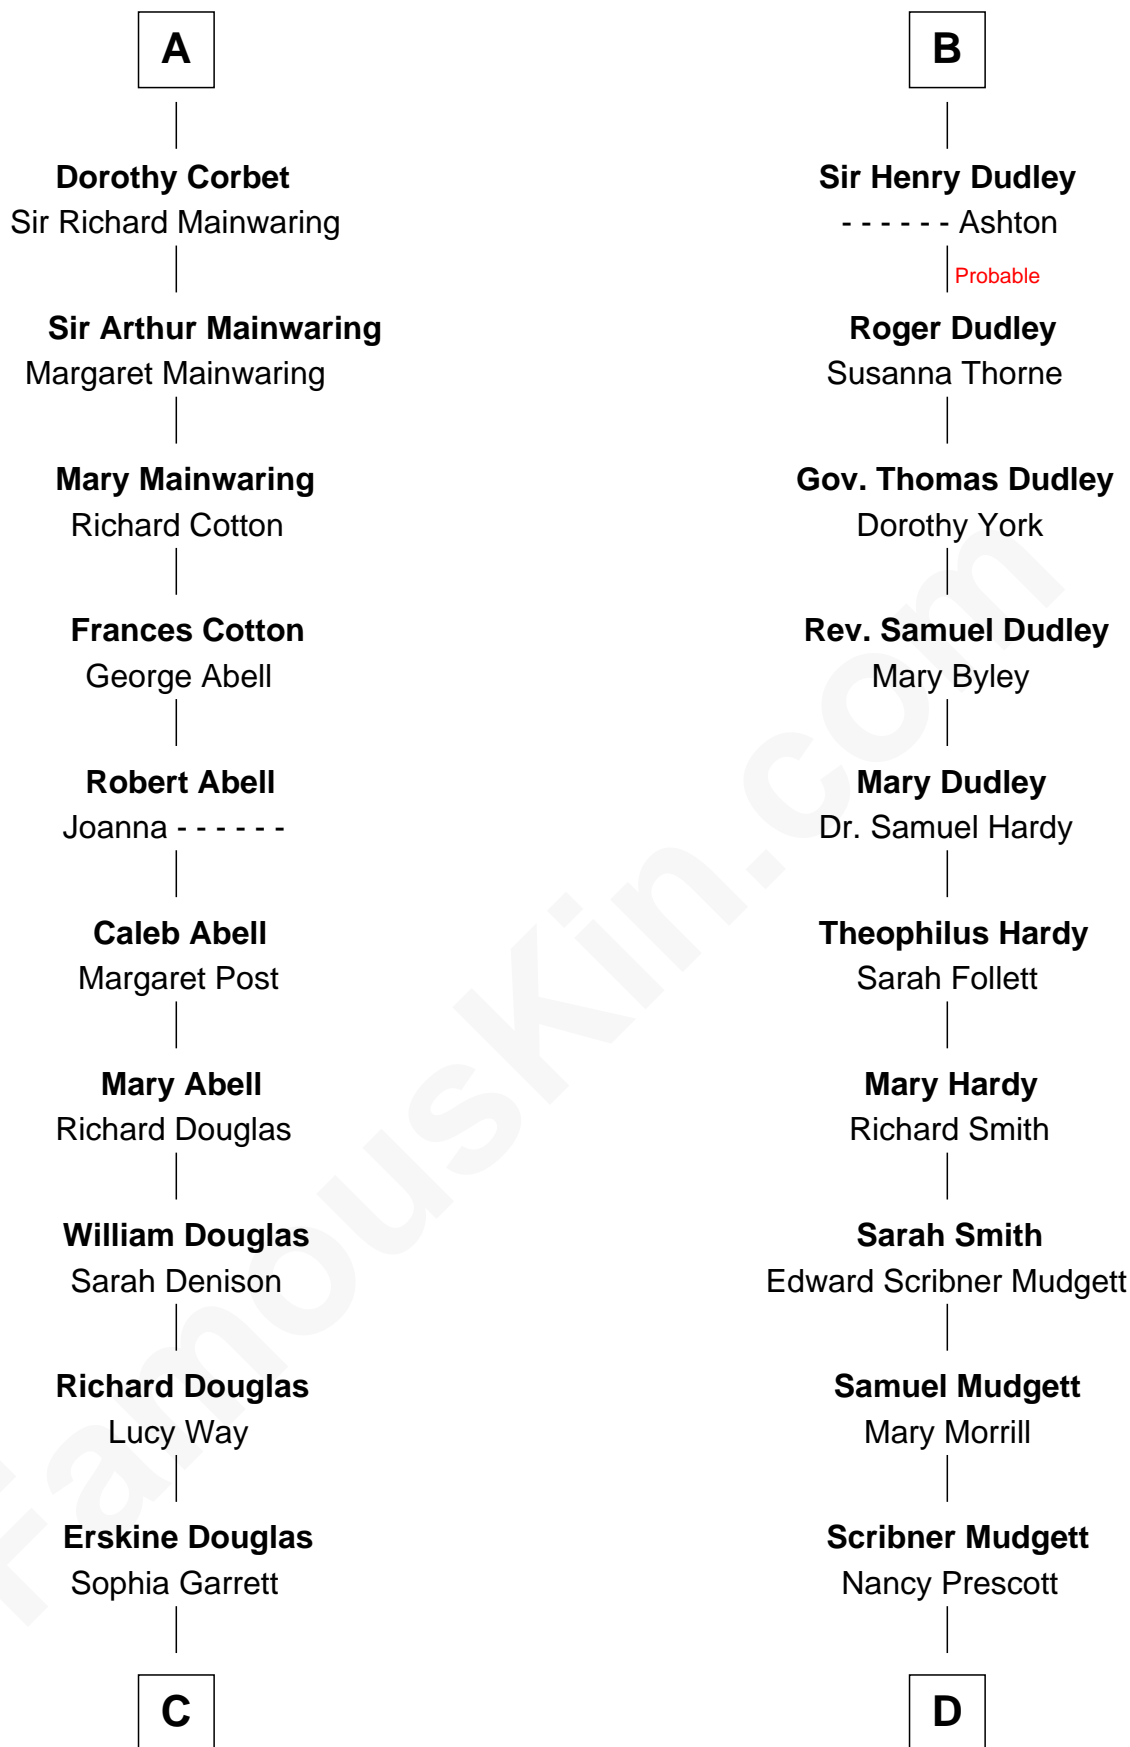 A
Dorothy Corbet
Sir Richard Mainwaring
Sir Arthur Mainwaring
Margaret Mainwaring
Mary Mainwaring
Richard Cotton
Frances Cotton
George Abell
Robert Abell
Joanna - - - - - -
Caleb Abell
Margaret Post
Mary Abell
Richard Douglas
William Douglas
Sarah Denison
Richard Douglas
Lucy Way
Erskine Douglas
Sophia Garrett
C
B
Sir Henry Dudley
- - - - - - Ashton
Probable
Roger Dudley
Susanna Thorne
Gov. Thomas Dudley
Dorothy York
Rev. Samuel Dudley
Mary Byley
Mary Dudley
Dr. Samuel Hardy
Theophilus Hardy
Sarah Follett
Mary Hardy
Richard Smith
Sarah Smith
Edward Scribner Mudgett
Samuel Mudgett
Mary Morrill
Scribner Mudgett
Nancy Prescott
D
FamousKin.com